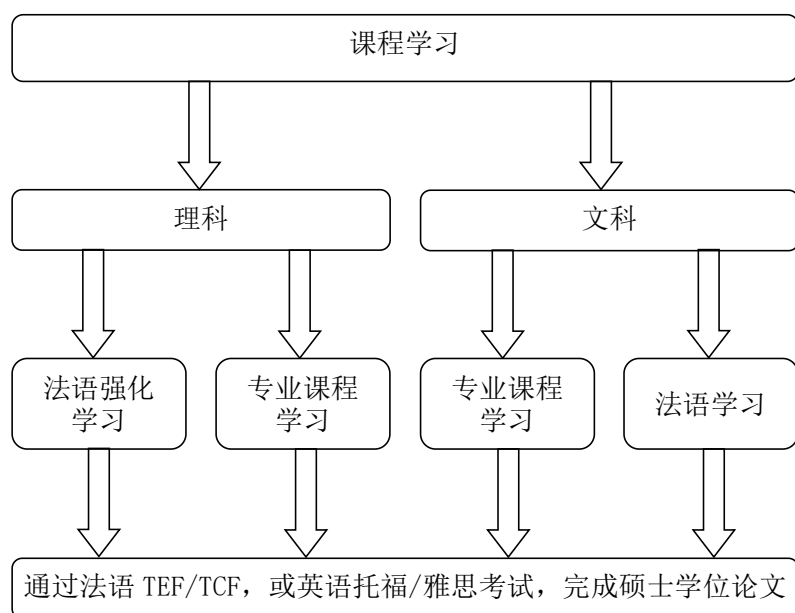 课程学习
理科
文科
法语强化
学习
专业课程
学习
专业课程
学习
法语学习
通过法语 TEF/TCF，或英语托福/雅思考试，完成硕士学位论文